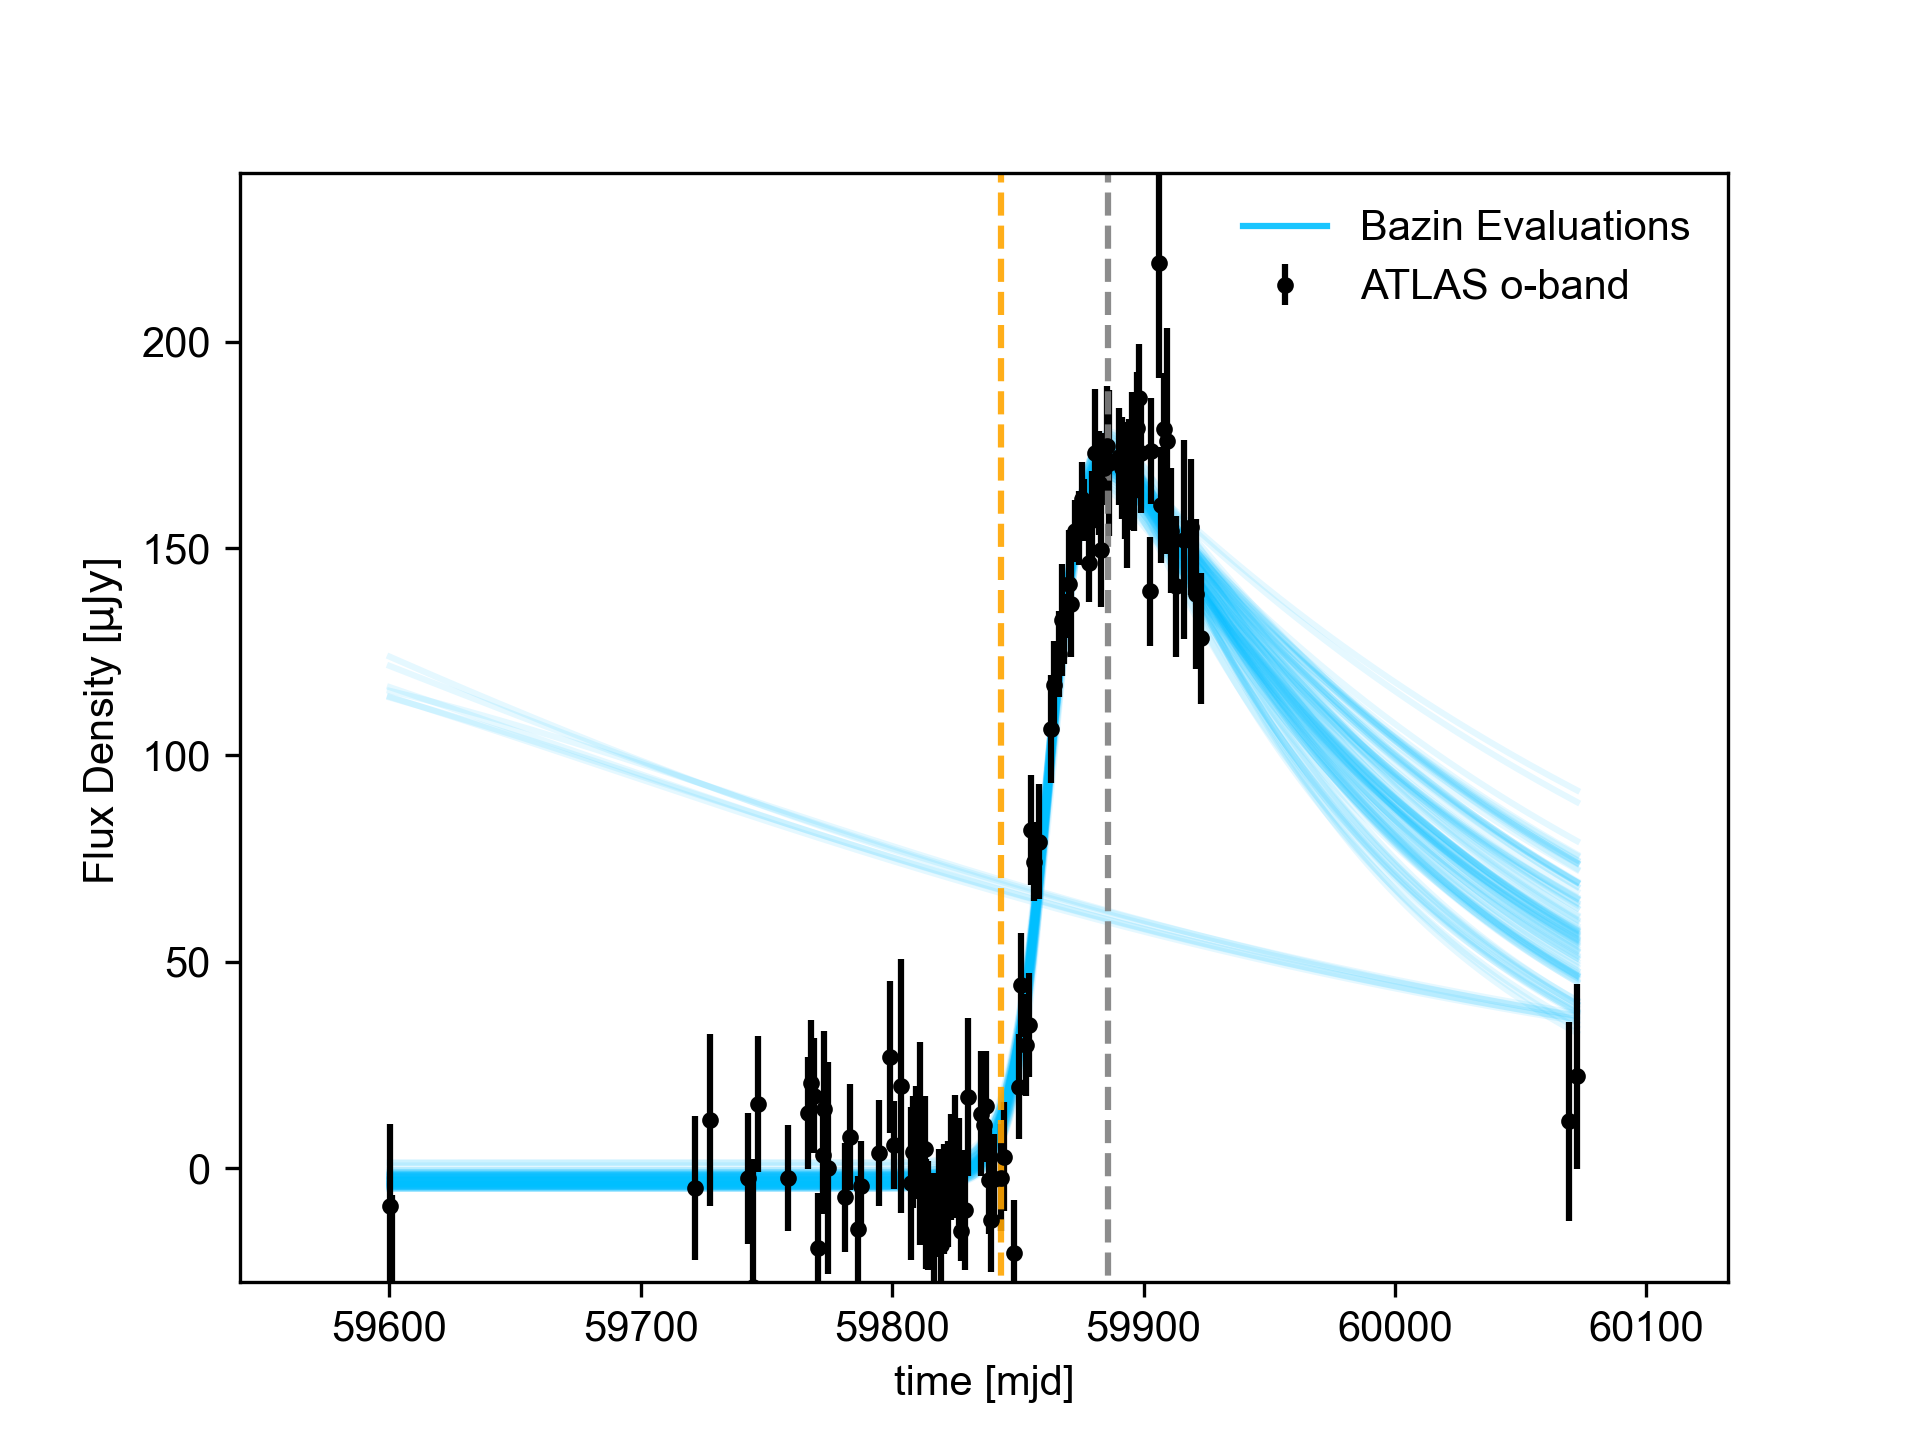 Bazin Evaluations
ATLAS o-band
200
150
100
50
0
Flux Density [µJy]
59600 59700 59800 59900 60000 60100
time [mjd]